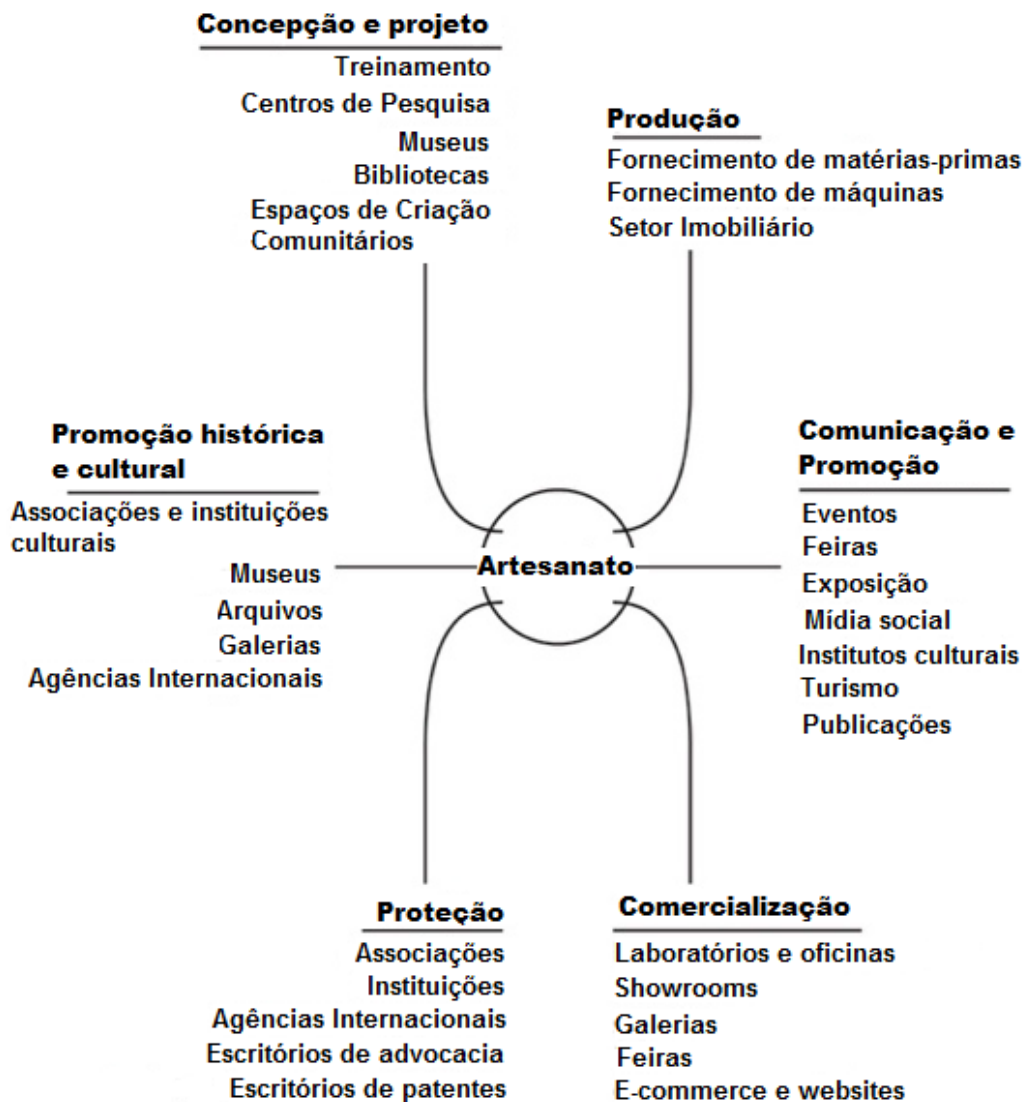 Concepção e projeto
Treinamento
Centros de Pesquisa
Museus
Bibliotecas
Espaços de Criação
Comunitários
Produção
Fornecimento de matérias-primas
Fornecimento de máquinas
Setor Imobiliário
Promoção histórica
e cultural
Associações e instituições
culturais
Museus
Arquivos
Galerias
Agências Internacionais
Artesanato
Comunicação e
Promoção
Eventos
Feiras
Exposição
Mídia social
Institutos culturais
Turismo
Publicações
Proteção
Associações
Instituições
Agências Internacionais
Escritórios de advocacia
Escritórios de patentes
Comercialização
Laboratórios e oficinas
Showrooms
Galerias
Feiras
E-commerce e websites